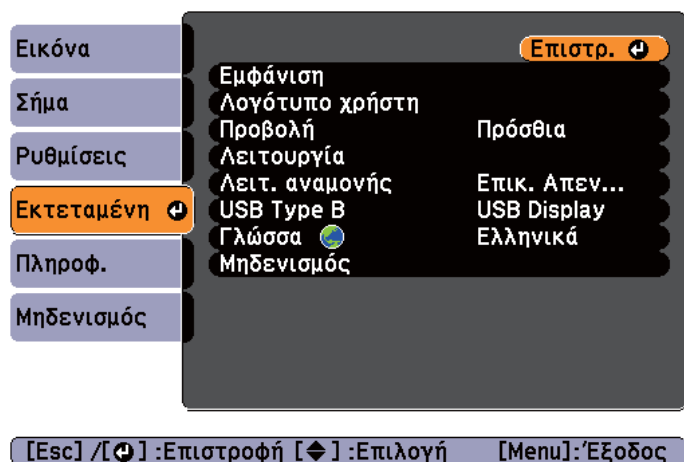 Εικόνα
Σήμα
Ρυθμίσεις
Εκτεταμένη
Πληροφ.
Μηδενισμός
Επιστρ.
Εμφάνιση
Λογότυπο χρήστη
Προβολή Πρόσθια
Λειτουργία
Λειτ. αναμονής Επικ. Απεν...
USB Type B USB Display
Γλώσσα Ελληνικά
Μηδενισμός
[Esc] /[ ] :Επιστροφή [ ] :Επιλογή [Menu]:Έξοδος